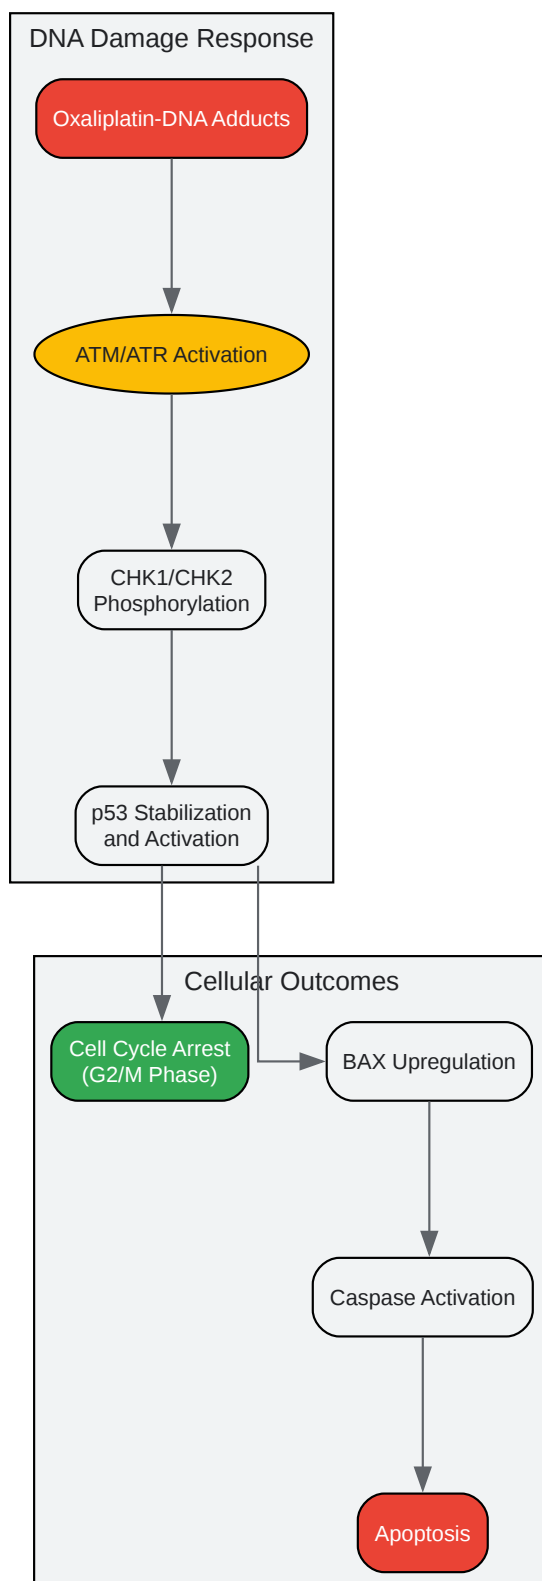 DNA Damage Response
Oxaliplatin-DNA Adducts
ATM/ATR Activation
CHK1/CHK2
Phosphorylation
p53 Stabilization
and Activation
Cellular Outcomes
Cell Cycle Arrest
(G2/M Phase)
BAX Upregulation
Caspase Activation
Apoptosis